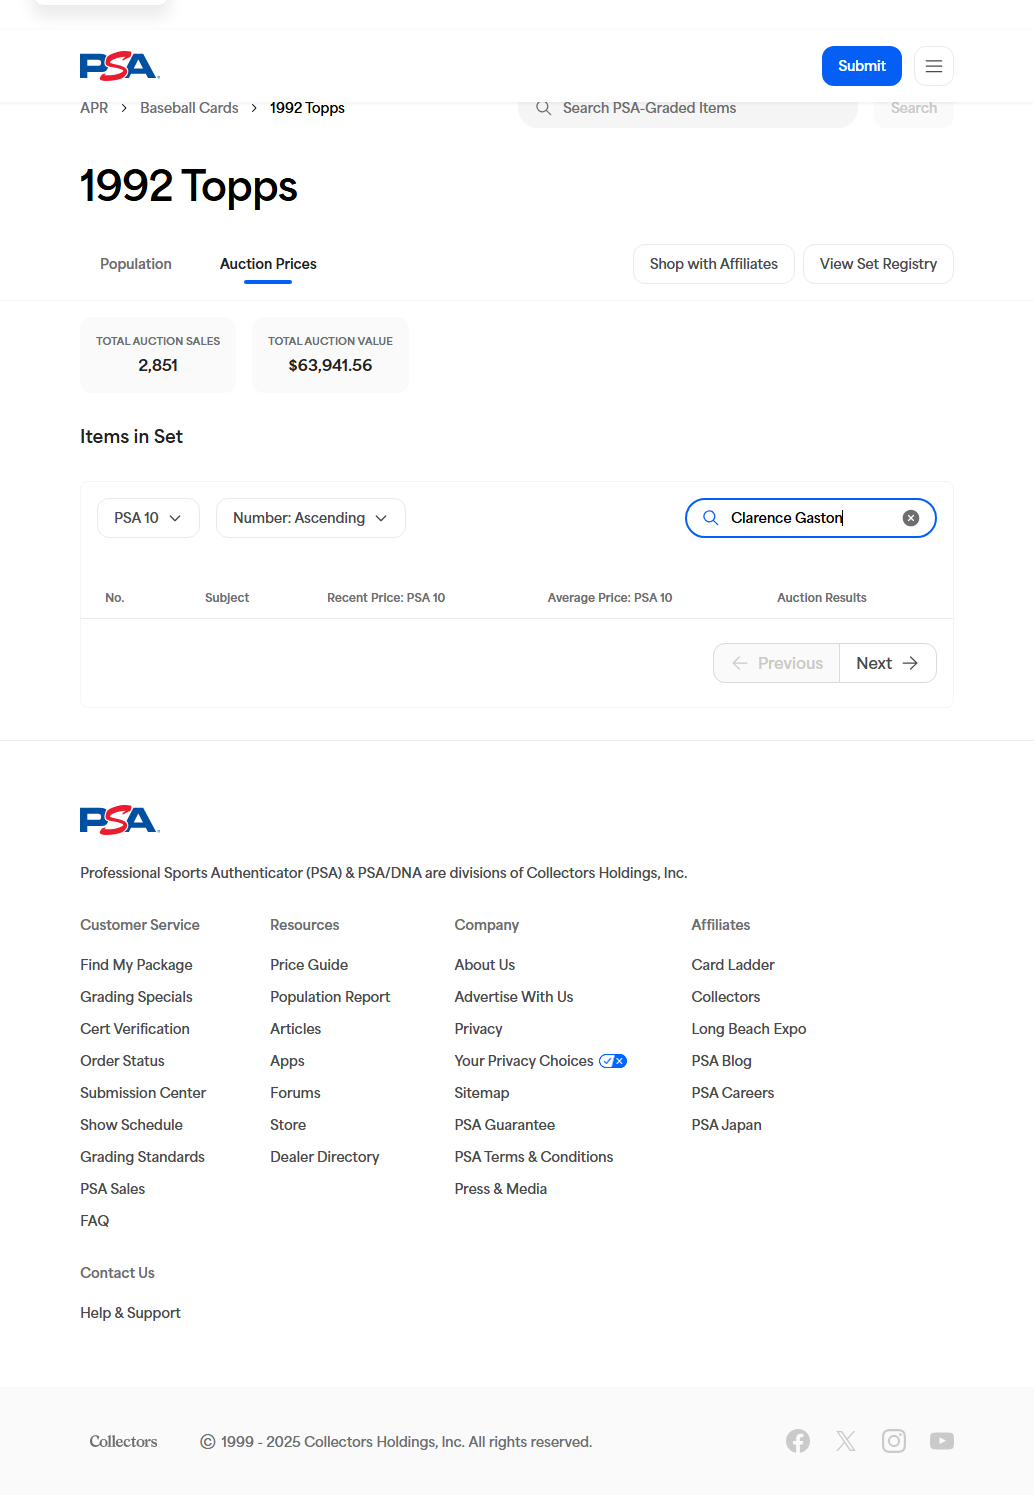 PSA
Submit
APR > Baseball Cards > 1992 Topps
Search PSA-Graded Items
Search
1992 Topps
Population
Auction Prices
Shop with Affiliates
View Set Registry
TOTAL AUCTION SALES
2,851
TOTAL AUCTION VALUE
$63,941.56
Items in Set
PSA 10
Number: Ascending
Clarence Gaston
No. Subject Recent Price: PSA 10 Average Price: PSA 10 Auction Results
Previous
Next
PSA
Professional Sports Authenticator (PSA) & PSA/DNA are divisions of Collectors Holdings, Inc.
Customer Service
Find My Package
Grading Specials
Cert Verification
Order Status
Submission Center
Show Schedule
Grading Standards
PSA Sales
FAQ
Resources
Price Guide
Population Report
Articles
Apps
Forums
Store
Dealer Directory
Company
About Us
Advertise With Us
Privacy
Your Privacy Choices
Sitemap
PSA Guarantee
PSA Terms & Conditions
Press & Media
Affiliates
Card Ladder
Collectors
Long Beach Expo
PSA Blog
PSA Careers
PSA Japan
Contact Us
Help & Support
Collectors
© 1999 - 2025 Collectors Holdings, Inc. All rights reserved.